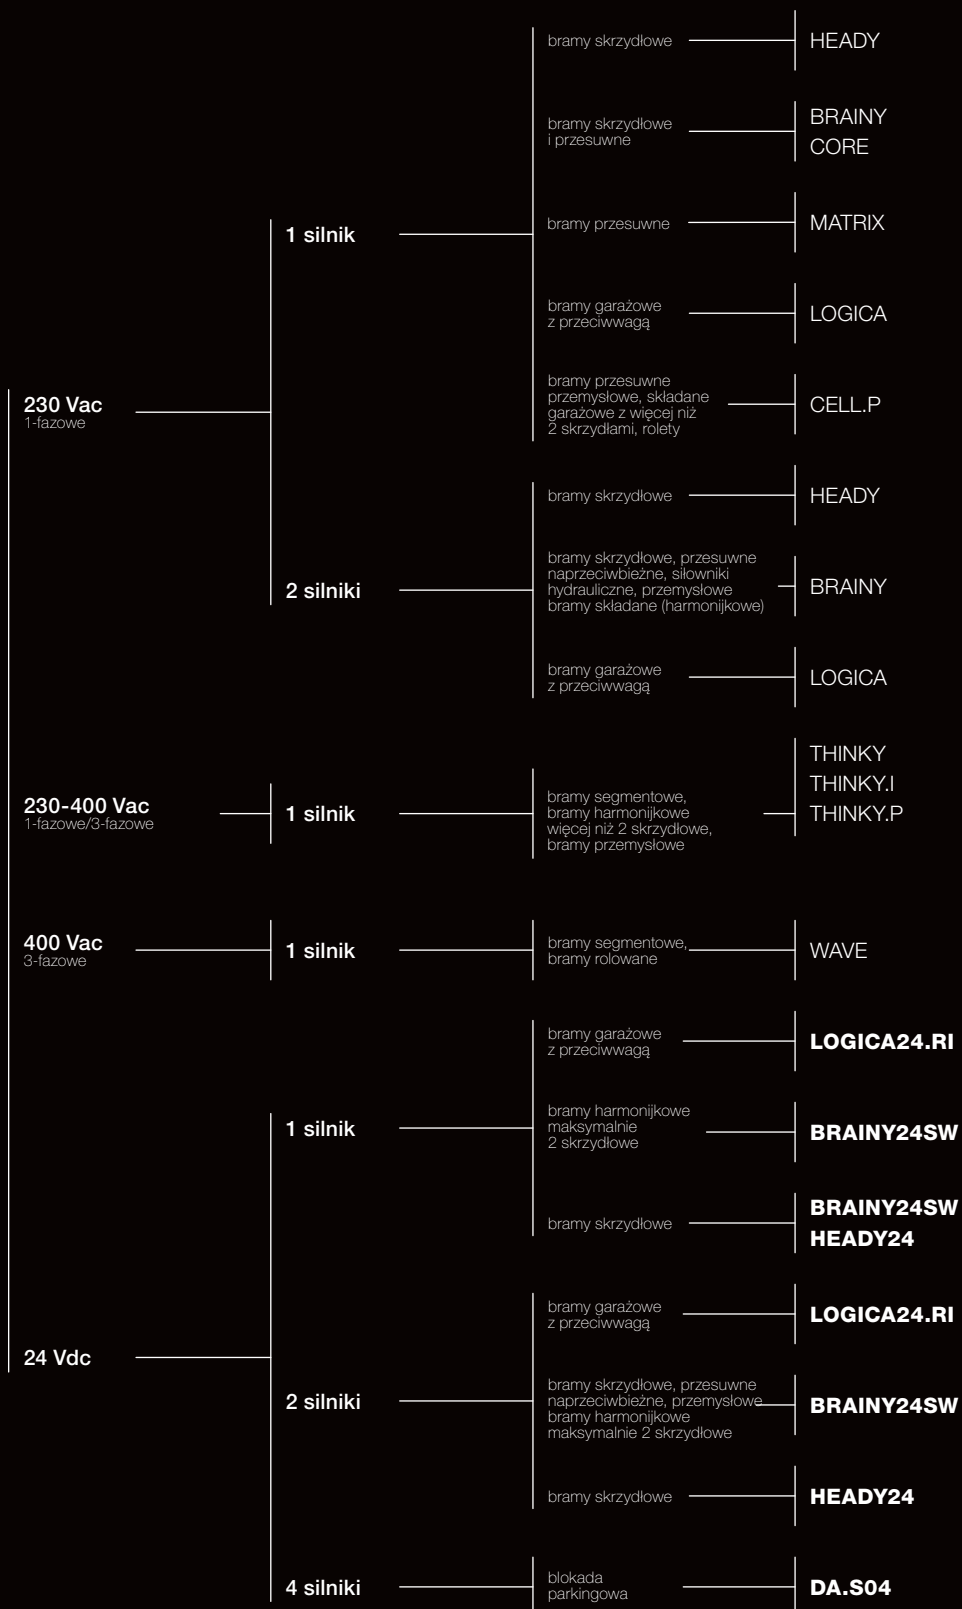 230 Vac
1-fazowe
1 silnik
bramy skrzydłowe
HEADY
bramy skrzydłowe
i przesuwne
BRAINY
CORE
bramy przesuwne
MATRIX
bramy garażowe
z przeciwwagą
LOGICA
bramy przesuwne
przemysłowe, składane
garażowe z więcej niż
2 skrzydłami, rolety
CELL.P
2 silniki
bramy skrzydłowe
HEADY
bramy skrzydłowe, przesuwne
naprzeciwbieżne, siłowniki
hydrauliczne, przemysłowe
bramy składane (harmonijkowe)
BRAINY
bramy garażowe
z przeciwwagą
LOGICA
230-400 Vac
1-fazowe/3-fazowe
1 silnik
bramy segmentowe,
bramy harmonijkowe
więcej niż 2 skrzydłowe,
bramy przemysłowe
THINKY
THINKY.I
THINKY.P
400 Vac
3-fazowe
1 silnik
bramy segmentowe,
bramy rolowane
WAVE
24 Vdc
1 silnik
bramy garażowe
z przeciwwagą
LOGICA24.RI
bramy harmonijkowe
maksymalnie
2 skrzydłowe
BRAINY24SW
bramy skrzydłowe
BRAINY24SW
HEADY24
2 silniki
bramy garażowe
z przeciwwagą
LOGICA24.RI
bramy skrzydłowe, przesuwne
naprzeciwbieżne, przemysłowe
bramy harmonijkowe
maksymalnie 2 skrzydłowe
BRAINY24SW
bramy skrzydłowe
HEADY24
4 silniki
blokada
parkingowa
DA.S04